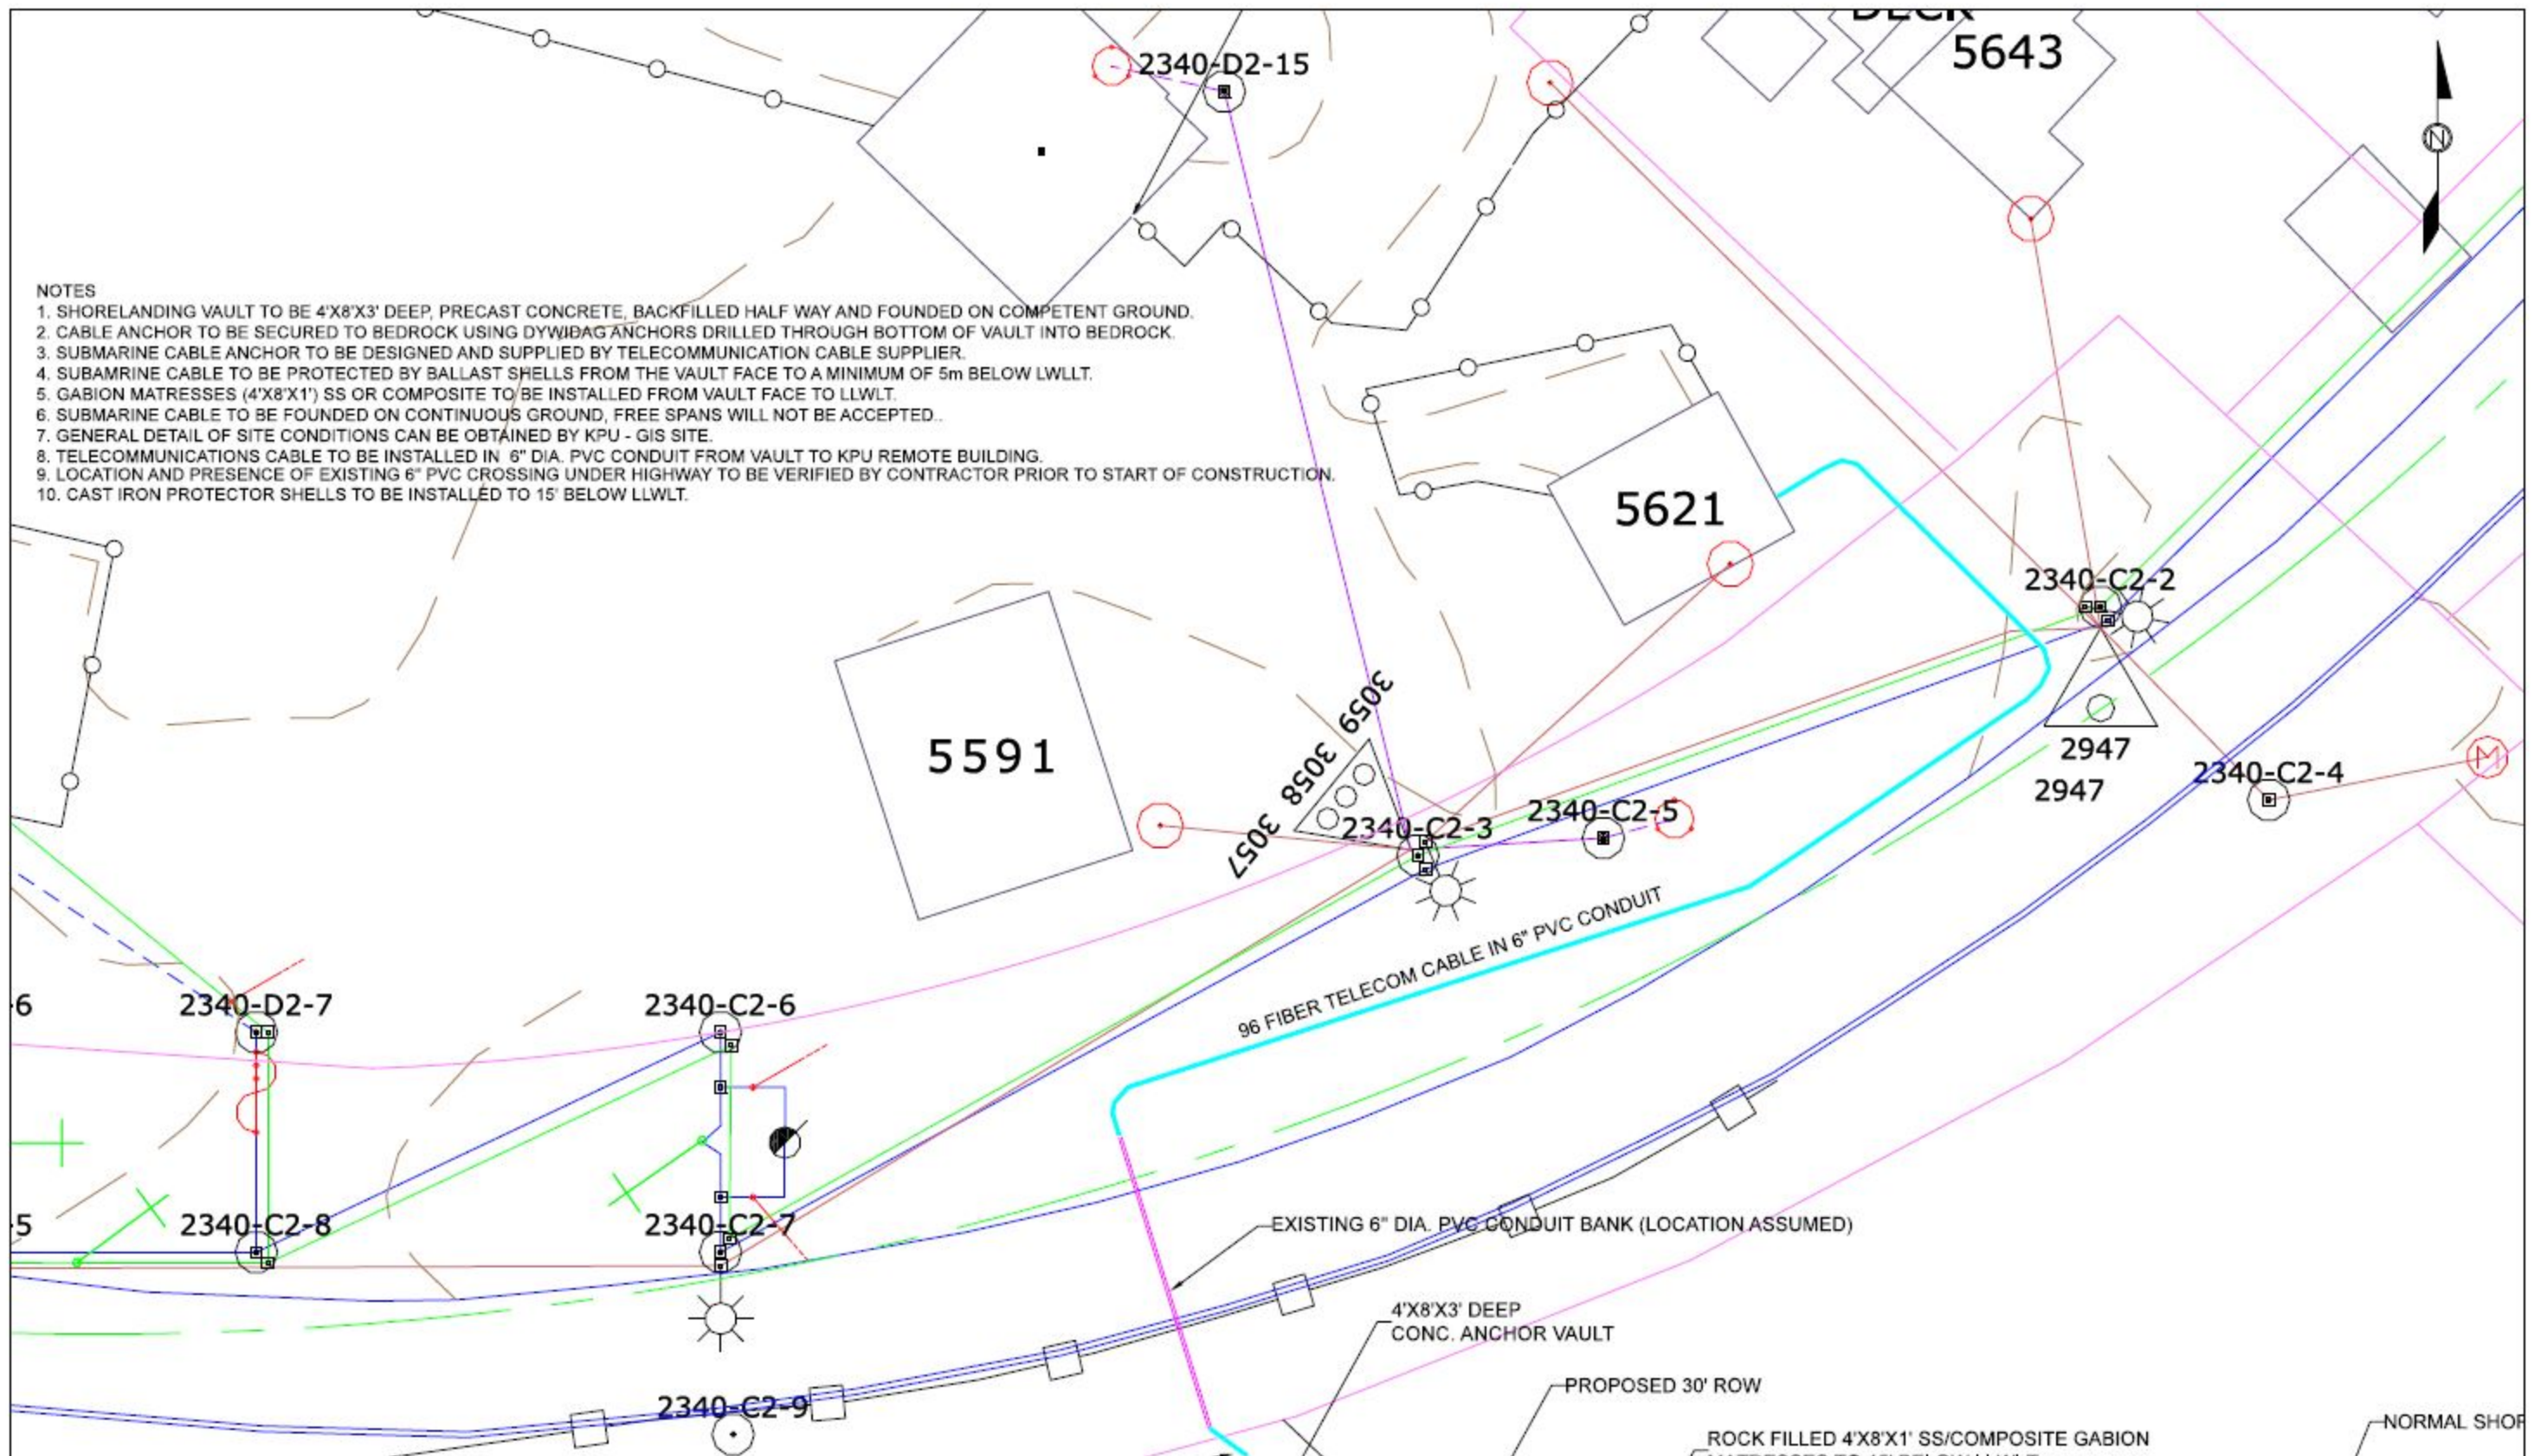 DECK
5643
2340-D2-15
N
NOTES
1. SHORELANDING VAULT TO BE 4'X8'X3' DEEP, PRECAST CONCRETE, BACKFILLED HALF WAY AND FOUNDED ON COMPETENT GROUND.
2. CABLE ANCHOR TO BE SECURED TO BEDROCK USING DYWIDAG ANCHORS DRILLED THROUGH BOTTOM OF VAULT INTO BEDROCK.
3. SUBMARINE CABLE ANCHOR TO BE DESIGNED AND SUPPLIED BY TELECOMMUNICATION CABLE SUPPLIER.
4. SUBAMRINE CABLE TO BE PROTECTED BY BALLAST SHELLS FROM THE VAULT FACE TO A MINIMUM OF 5m BELOW LWLLT.
5. GABION MATRESSES (4'X8'X1') SS OR COMPOSITE TO BE INSTALLED FROM VAULT FACE TO LLWLT.
6. SUBMARINE CABLE TO BE FOUNDED ON CONTINUOUS GROUND, FREE SPANS WILL NOT BE ACCEPTED..
7. GENERAL DETAIL OF SITE CONDITIONS CAN BE OBTAINED BY KPU - GIS SITE.
8. TELECOMMUNICATIONS CABLE TO BE INSTALLED IN 6" DIA. PVC CONDUIT FROM VAULT TO KPU REMOTE BUILDING.
9. LOCATION AND PRESENCE OF EXISTING 6" PVC CROSSING UNDER HIGHWAY TO BE VERIFIED BY CONTRACTOR PRIOR TO START OF CONSTRUCTION.
10. CAST IRON PROTECTOR SHELLS TO BE INSTALLED TO 15' BELOW LLWLT.
5621
2340-C2-2
5591
3059
3058
3057
2947
2947
2340-C2-4
M
2340-C2-5
2340-C2-3
96 FIBER TELECOM CABLE IN 6" PVC CONDUIT
-6
2340-D2-7
2340-C2-6
-5
2340-C2-8
2340-C2-7
EXISTING 6" DIA. PVC CONDUIT BANK (LOCATION ASSUMED)
4'X8'X3' DEEP
CONC. ANCHOR VAULT
PROPOSED 30' ROW
2340-C2-9
NORMAL SHOR
ROCK FILLED 4'X8'X1' SS/COMPOSITE GABION